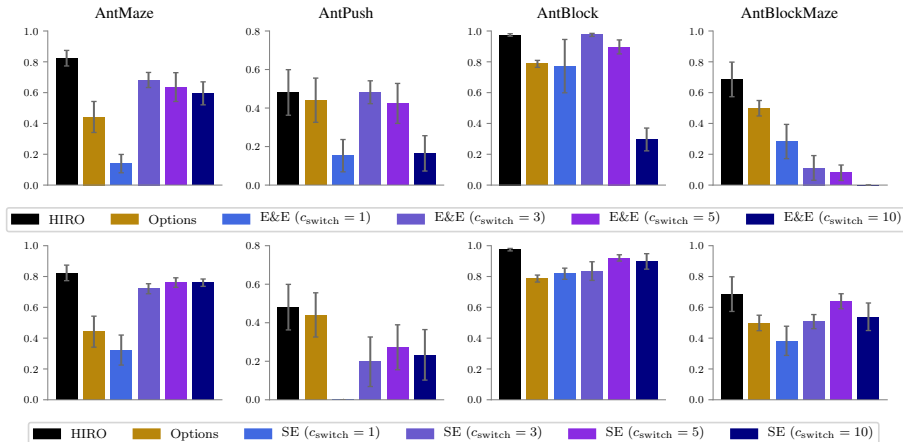 AntMaze AntPush AntBlock AntBlockMaze
1.0 0.8 1.0 1.0
0.8 0.8 0.8
0.6 0.6 0.6 0.6
0.4 0.4 0.4 0.4
0.2 0.2 0.2 0.2
0.0 0.0 0.0 0.0
HIRO Options E&E (c_switch = 1) E&E (c_switch = 3) E&E (c_switch = 5) E&E (c_switch = 10)
1.0 0.8 1.0 1.0
0.8 0.8 0.8
0.6 0.6 0.6 0.6
0.4 0.4 0.4 0.4
0.2 0.2 0.2 0.2
0.0 0.0 0.0 0.0
HIRO Options SE (c_switch = 1) SE (c_switch = 3) SE (c_switch = 5) SE (c_switch = 10)